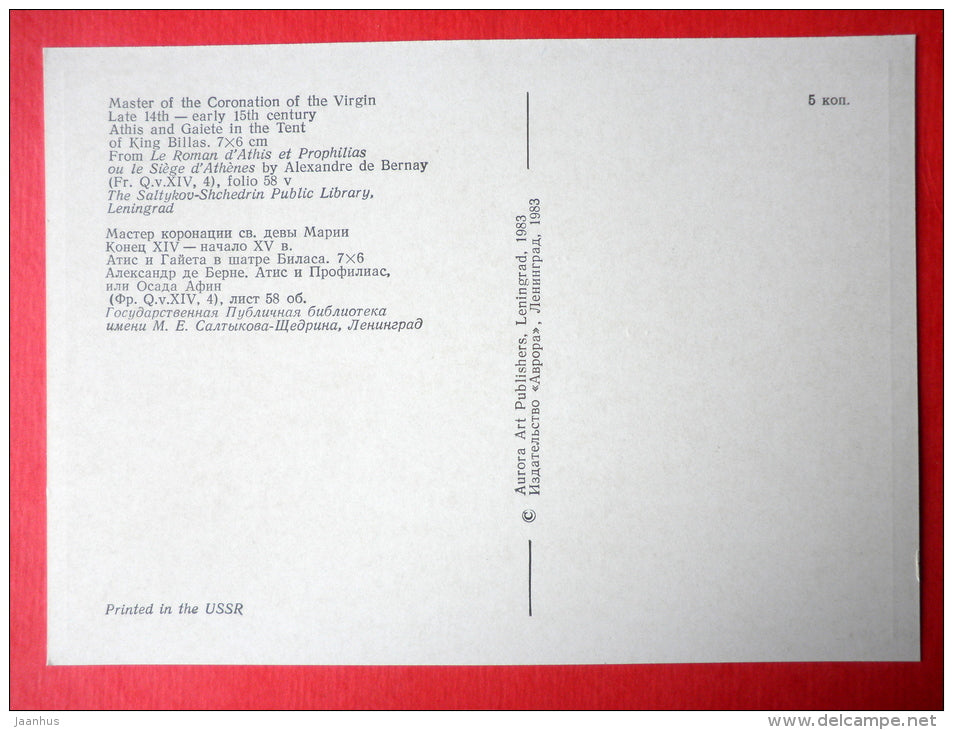 Master of the Coronation of the Virgin
Late 14th — early 15th century
Athis and Gaiete in the Tent
of King Billas. 7×6 cm
From Le Roman d'Athis et Prophilias
ou le Siège d'Athènes by Alexandre de Bernay
(Fr. Q.v.XIV, 4), folio 58 v
The Saltykov-Shchedrin Public Library,
Leningrad
Мастер коронации св. девы Марии
Конец XIV — начало XV в.
Атис и Гайета в шатре Биласа. 7×6
Александр де Берне. Атис и Профилиас,
или Осада Афин
(Фр. Q.v.XIV, 4), лист 58 об.
Государственная Публичная библиотека
имени М. Е. Салтыкова-Щедрина, Ленинград
Printed in the USSR
© Aurora Art Publishers, Leningrad, 1983
Издательство «Аврора», Ленинград, 1983
5 коп.
Jaanhus
delcampe.net